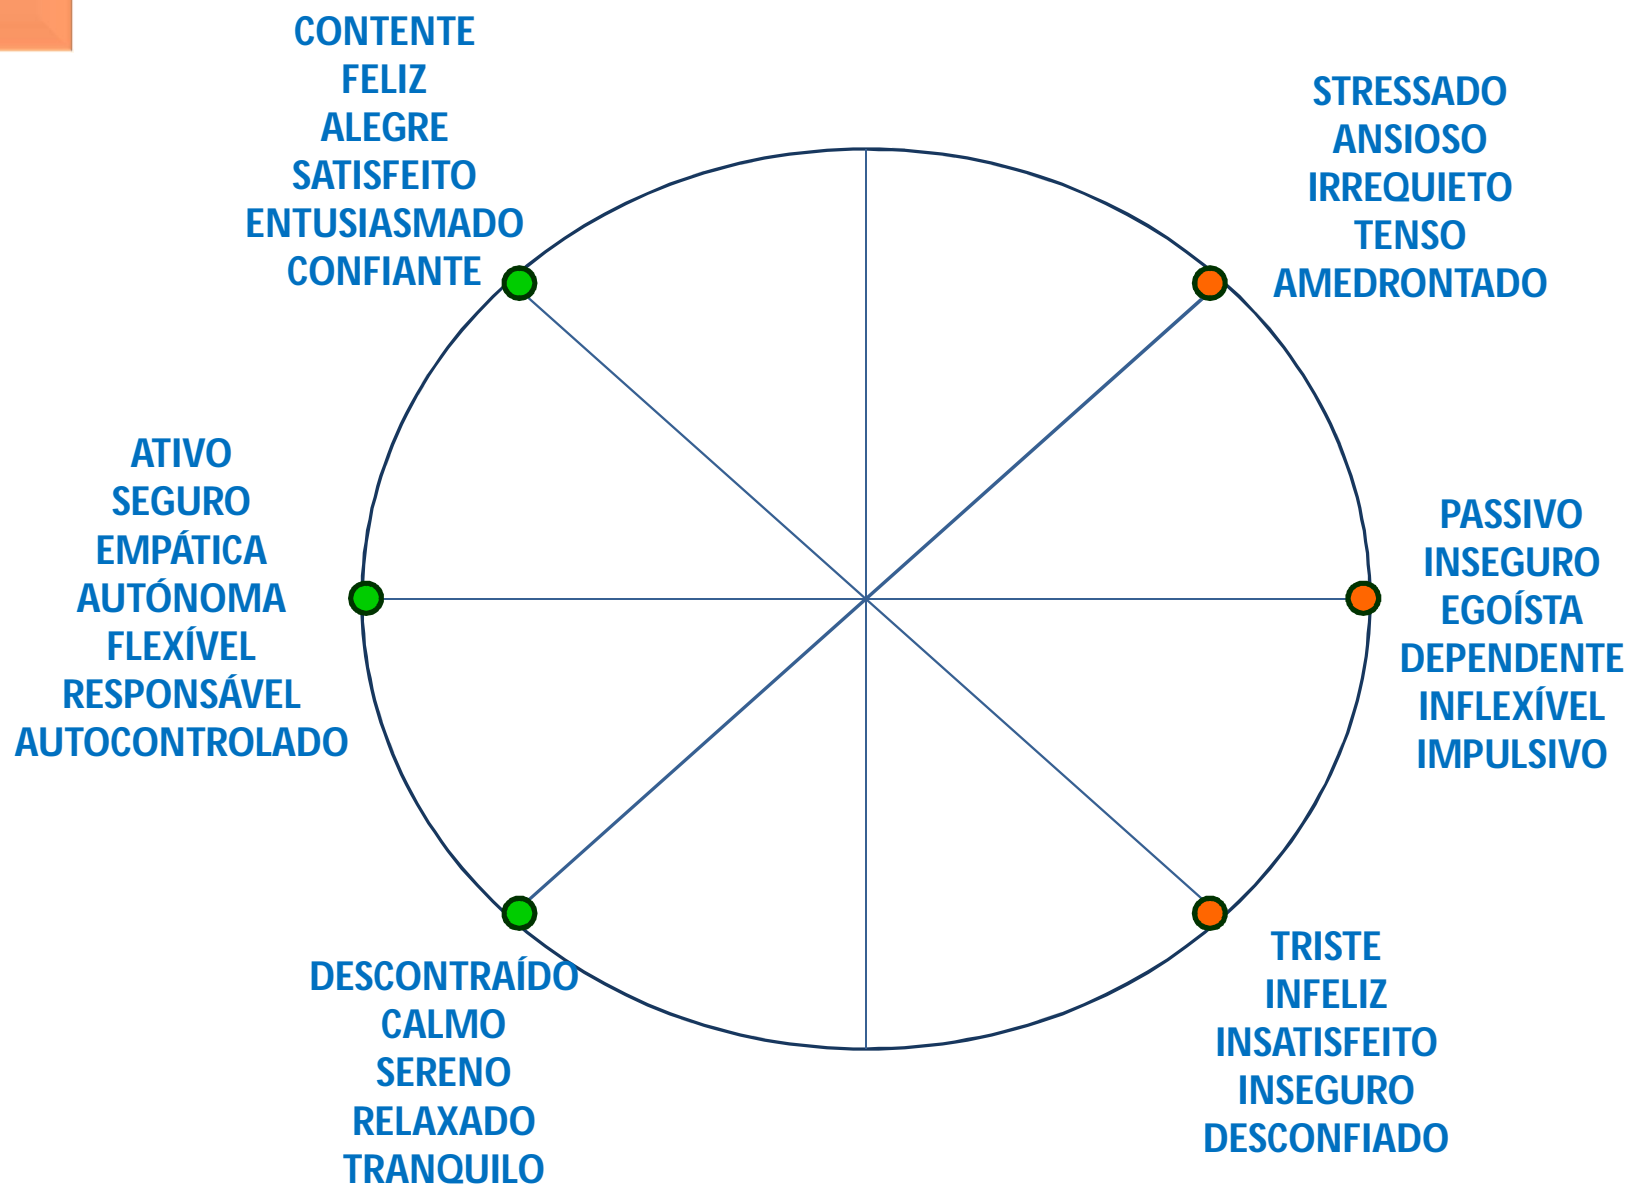 CONTENTE
FELIZ
ALEGRE
SATISFEITO
ENTUSIASMADO
CONFIANTE
STRESSADO
ANSIOSO
IRREQUIETO
TENSO
AMEDRONTADO
ATIVO
SEGURO
EMPÁTICA
AUTÓNOMA
FLEXÍVEL
RESPONSÁVEL
AUTOCONTROLADO
PASSIVO
INSEGURO
EGOÍSTA
DEPENDENTE
INFLEXÍVEL
IMPULSIVO
DESCONTRAÍDO
CALMO
SERENO
RELAXADO
TRANQUILO
TRISTE
INFELIZ
INSATISFEITO
INSEGURO
DESCONFIADO